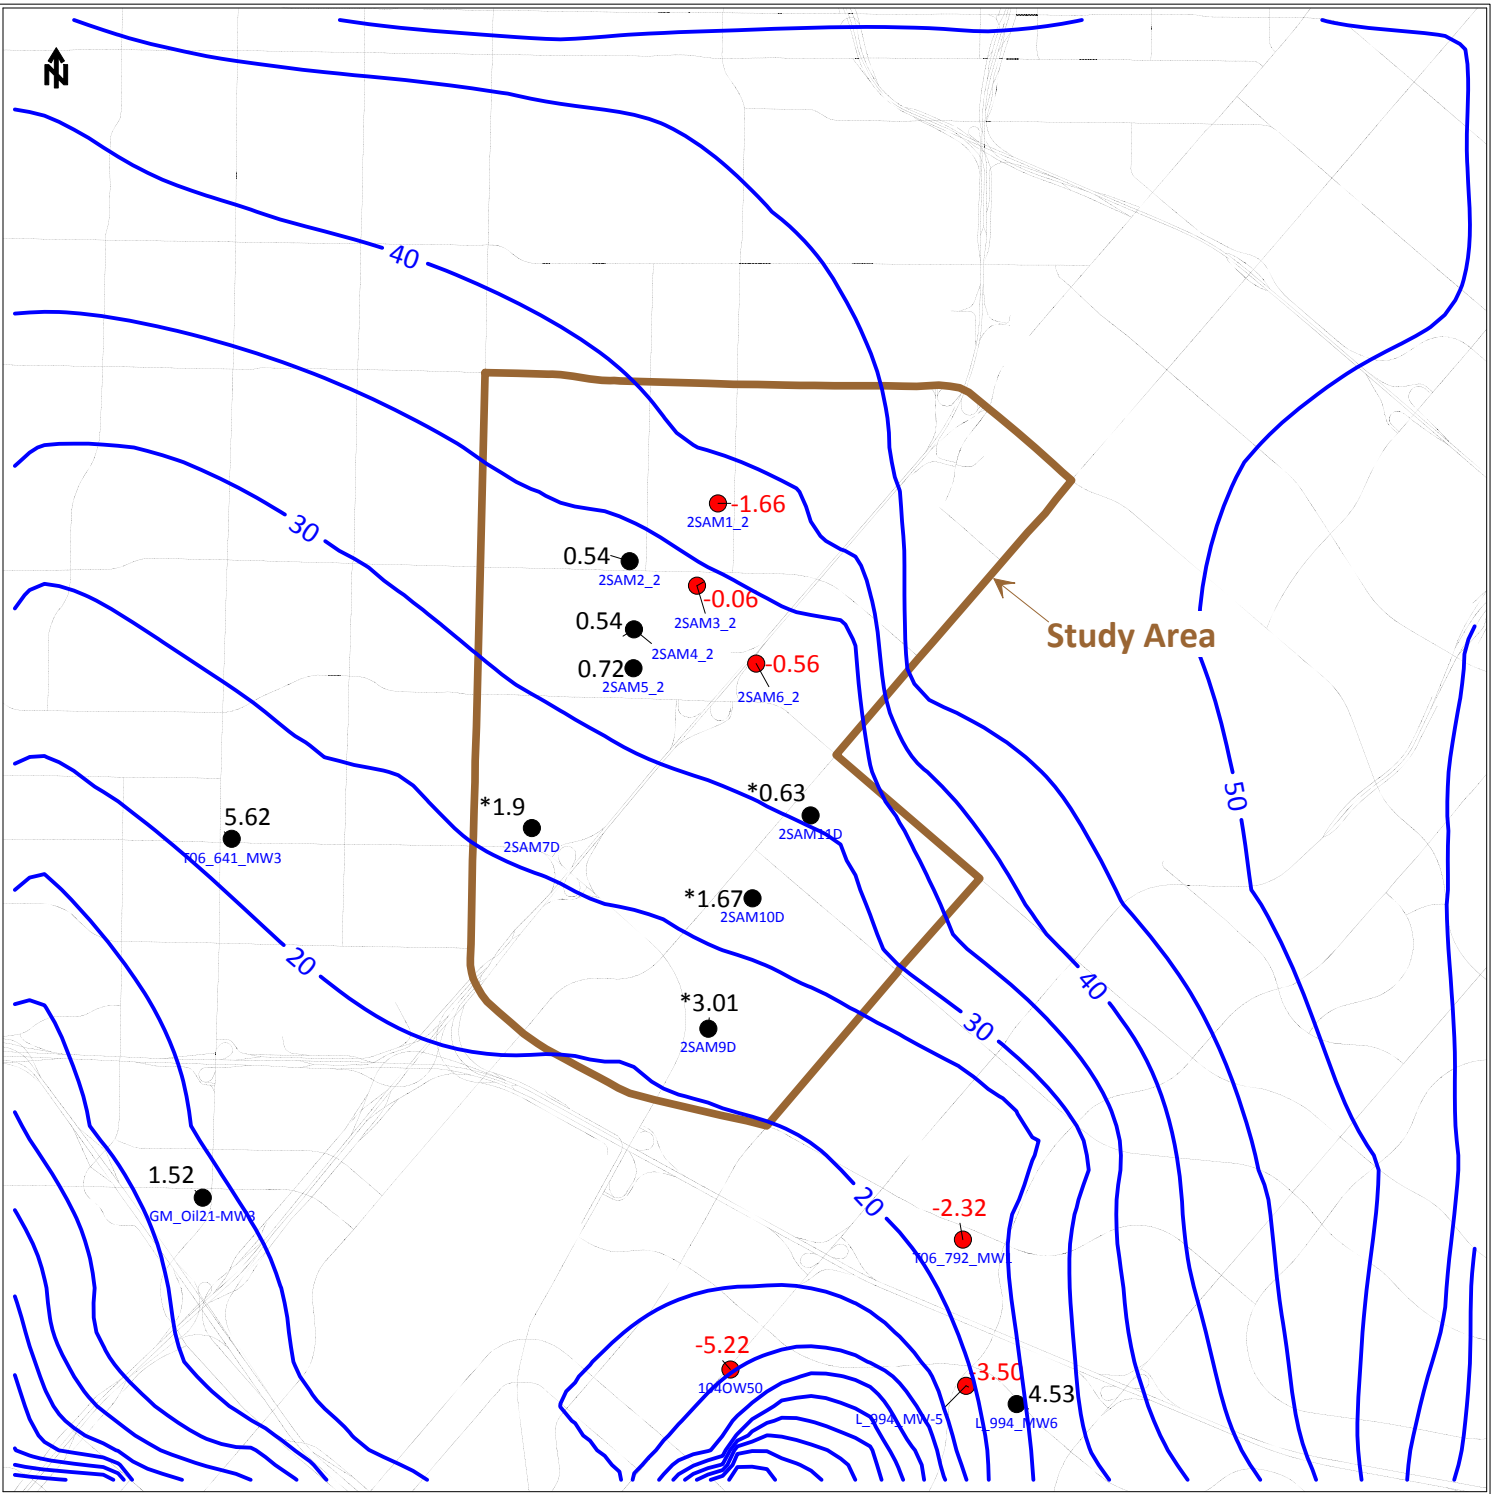 N
40
30
-1.66
2SAM1_2
0.54
2SAM2_2
-0.06
2SAM3_2
0.54
2SAM4_2
Study Area
-0.56
2SAM6_2
0.72
2SAM5_2
50
*0.63
2SAM11D
*1.9
2SAM7D
5.62
T06_641_MW3
*1.67
2SAM10D
20
40
*3.01
2SAM9D
30
1.52
GM_Oil21-MW3
20
-2.32
T06_792_MW1
-5.22
104OW50
-3.50
L_994_MW-5
4.53
L_994_MW6